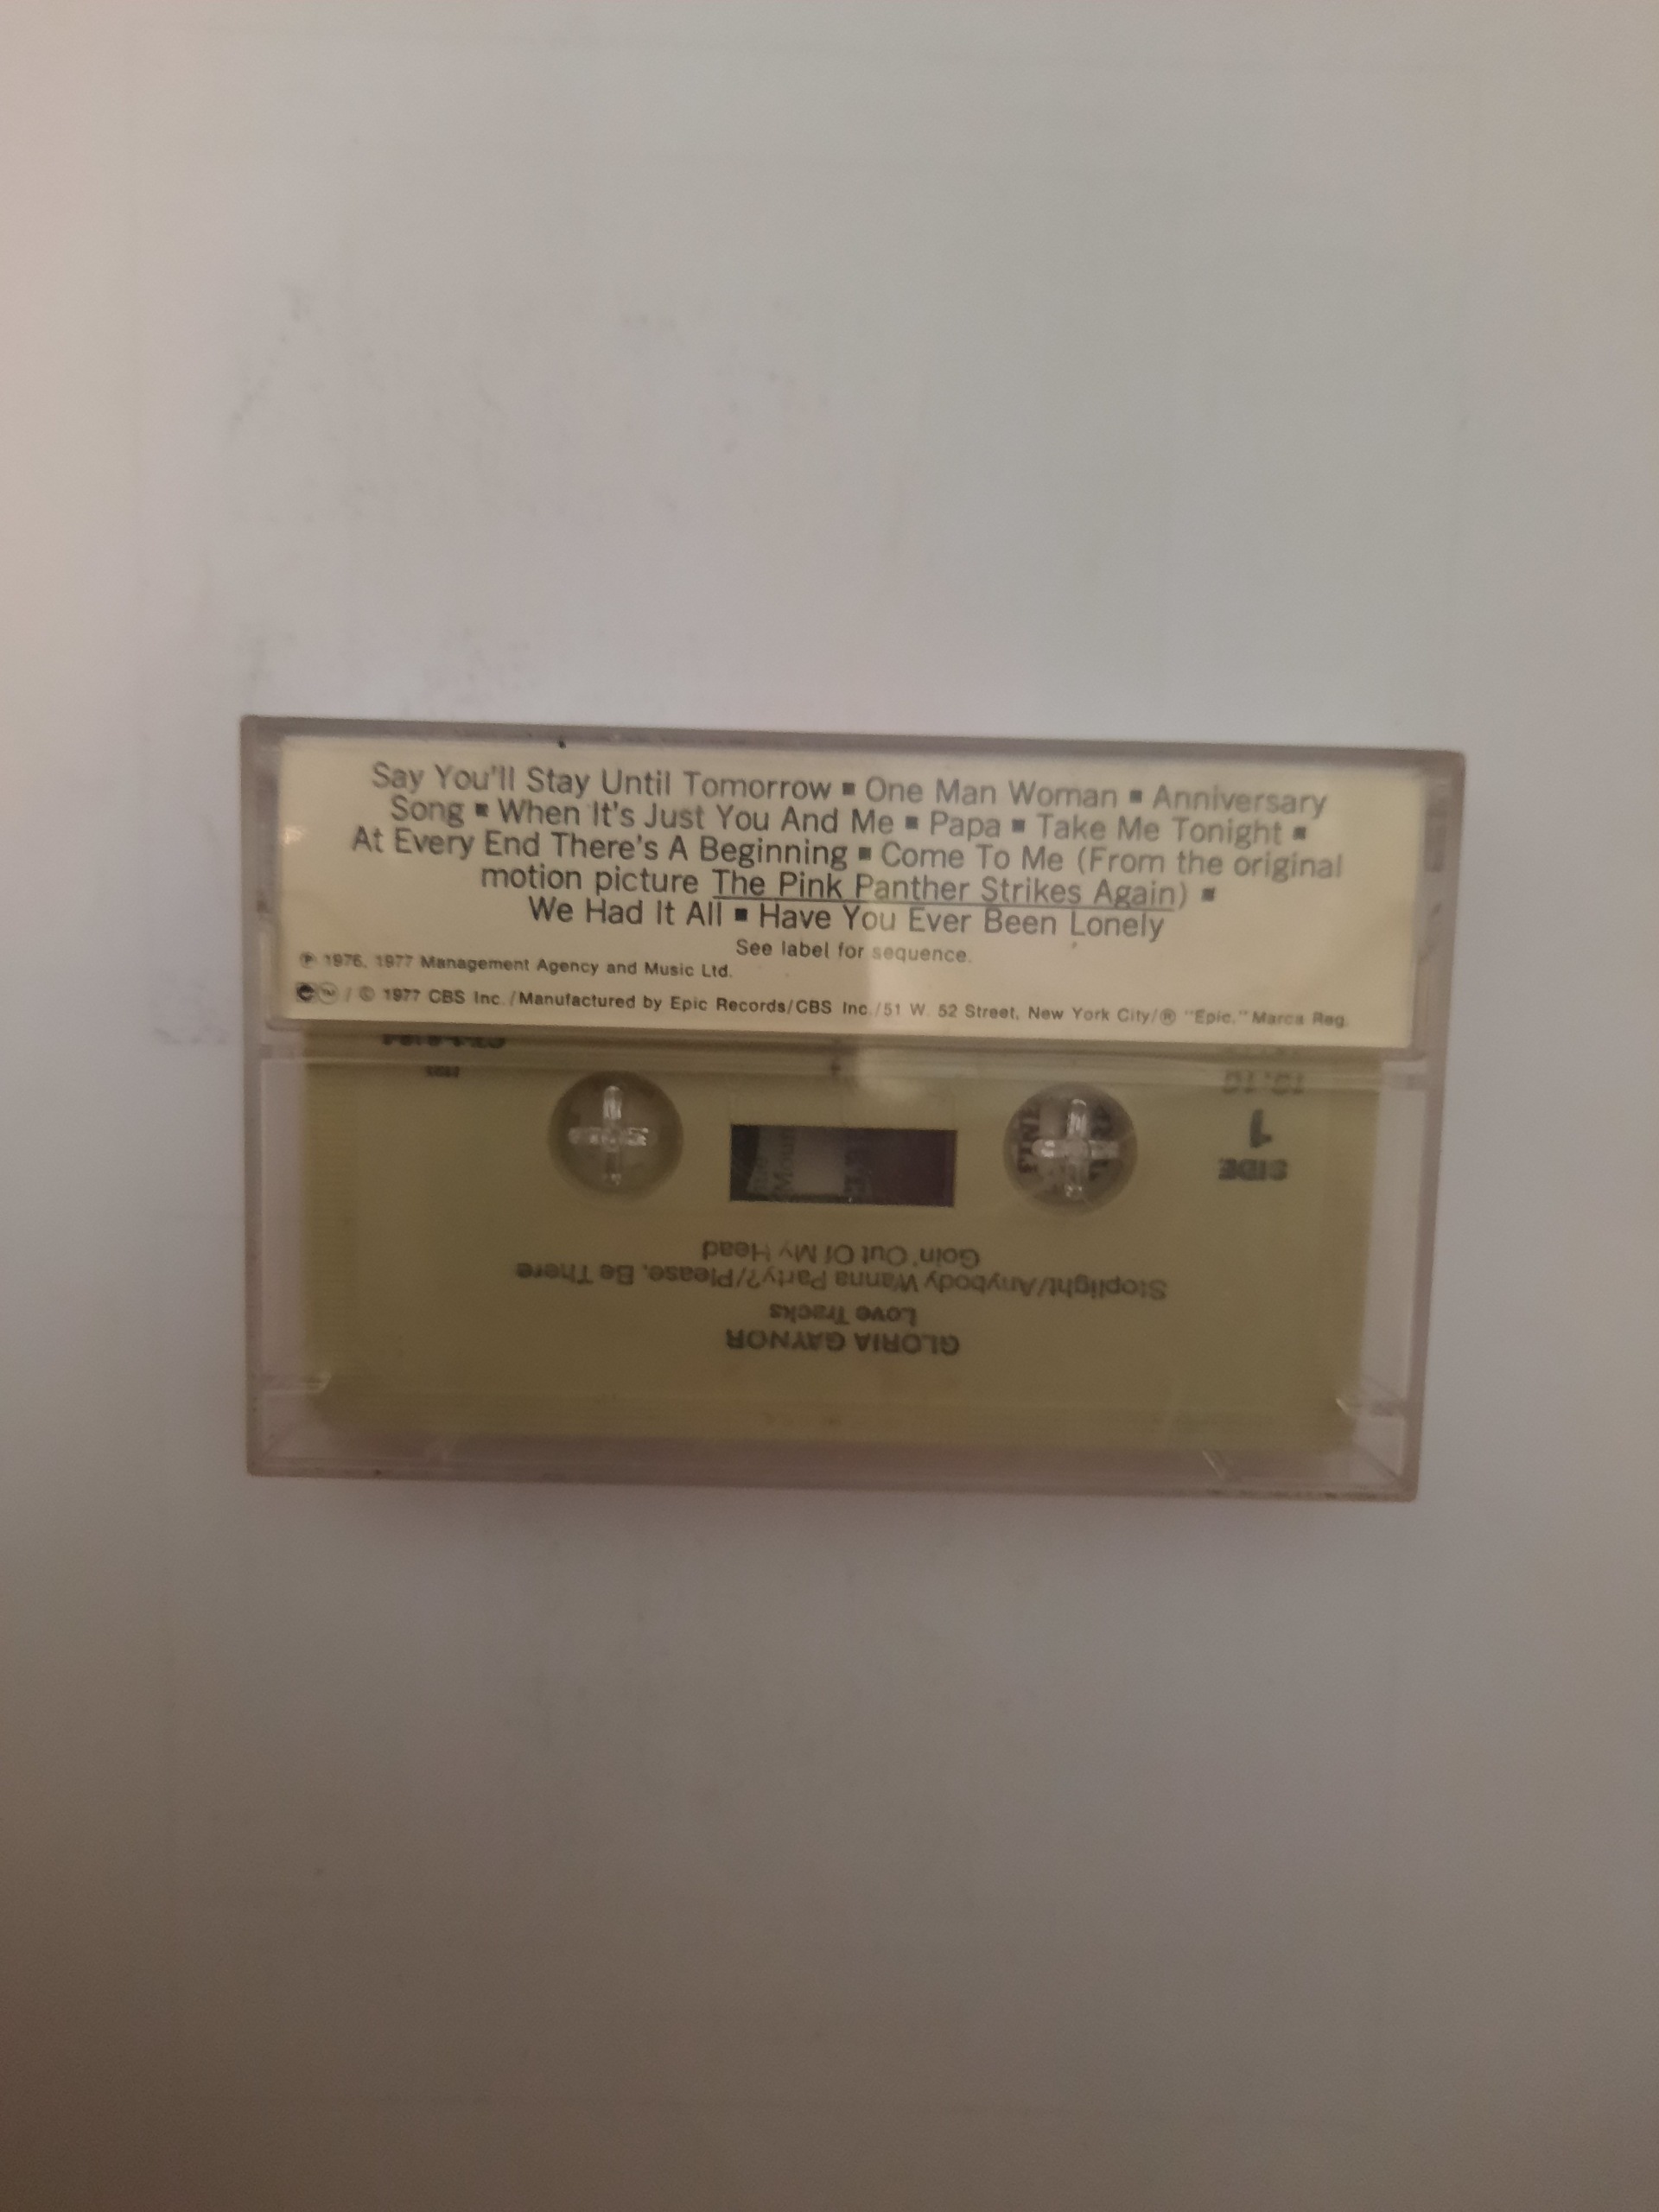 Say You'll Stay Until Tomorrow ▪ One Man Woman ▪ Anniversary
Song ▪ When It's Just You And Me ▪ Papa ▪ Take Me Tonight ▪
At Every End There's A Beginning ▪ Come To Me (From the original
motion picture The Pink Panther Strikes Again) ▪
We Had It All ▪ Have You Ever Been Lonely
See label for sequence.
℗ 1976, 1977 Management Agency and Music Ltd.
/ © 1977 CBS Inc./Manufactured by Epic Records/CBS Inc./51 W. 52 Street, New York City/® "Epic," Marca Reg.
GLORIA GAYNOR
Love Tracks
Stoplight/Anybody Wanna Party?/Please, Be There
Goin' Out Of My Head
SIDE
1